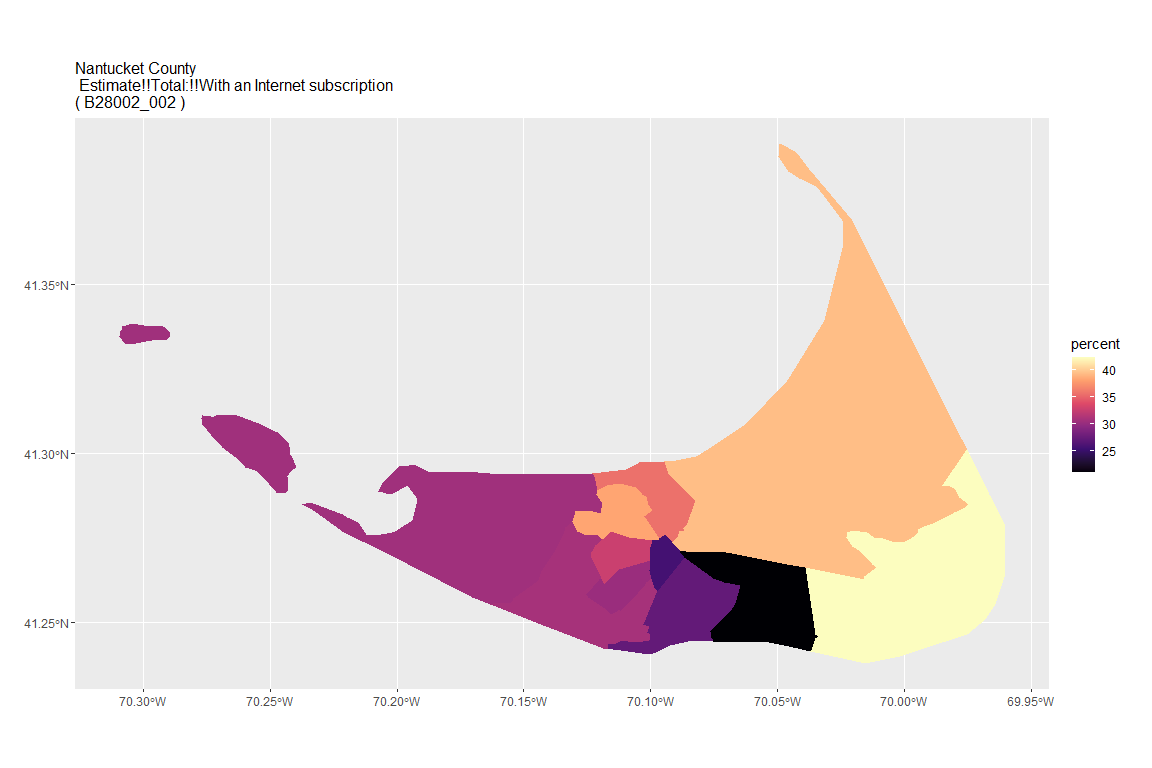 Nantucket County
Estimate!!Total:!!With an Internet subscription
( B28002_002 )
41.35°N
41.30°N
41.25°N
70.30°W
70.25°W
70.20°W
70.15°W
70.10°W
70.05°W
70.00°W
69.95°W
percent
40
35
30
25